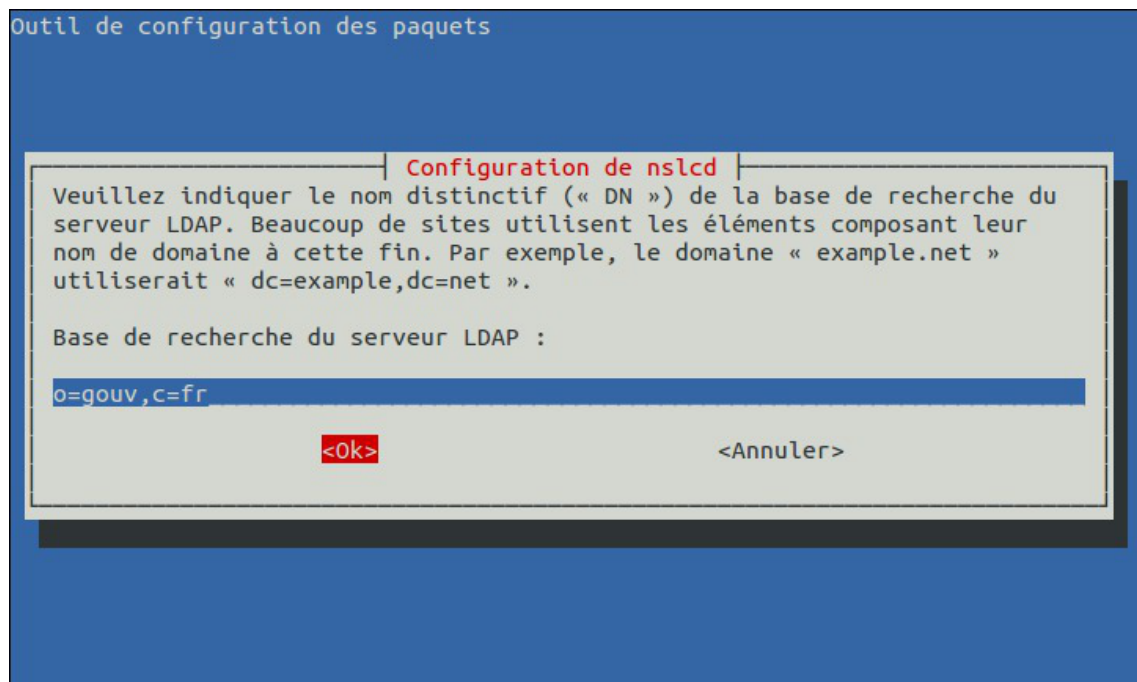 Outil de configuration des paquets
Configuration de nslcd
Veuillez indiquer le nom distinctif (« DN ») de la base de recherche du
serveur LDAP. Beaucoup de sites utilisent les éléments composant leur
nom de domaine à cette fin. Par exemple, le domaine « example.net »
utiliserait « dc=example,dc=net ».
Base de recherche du serveur LDAP :
o=gouv,c=fr
<Ok> <Annuler>